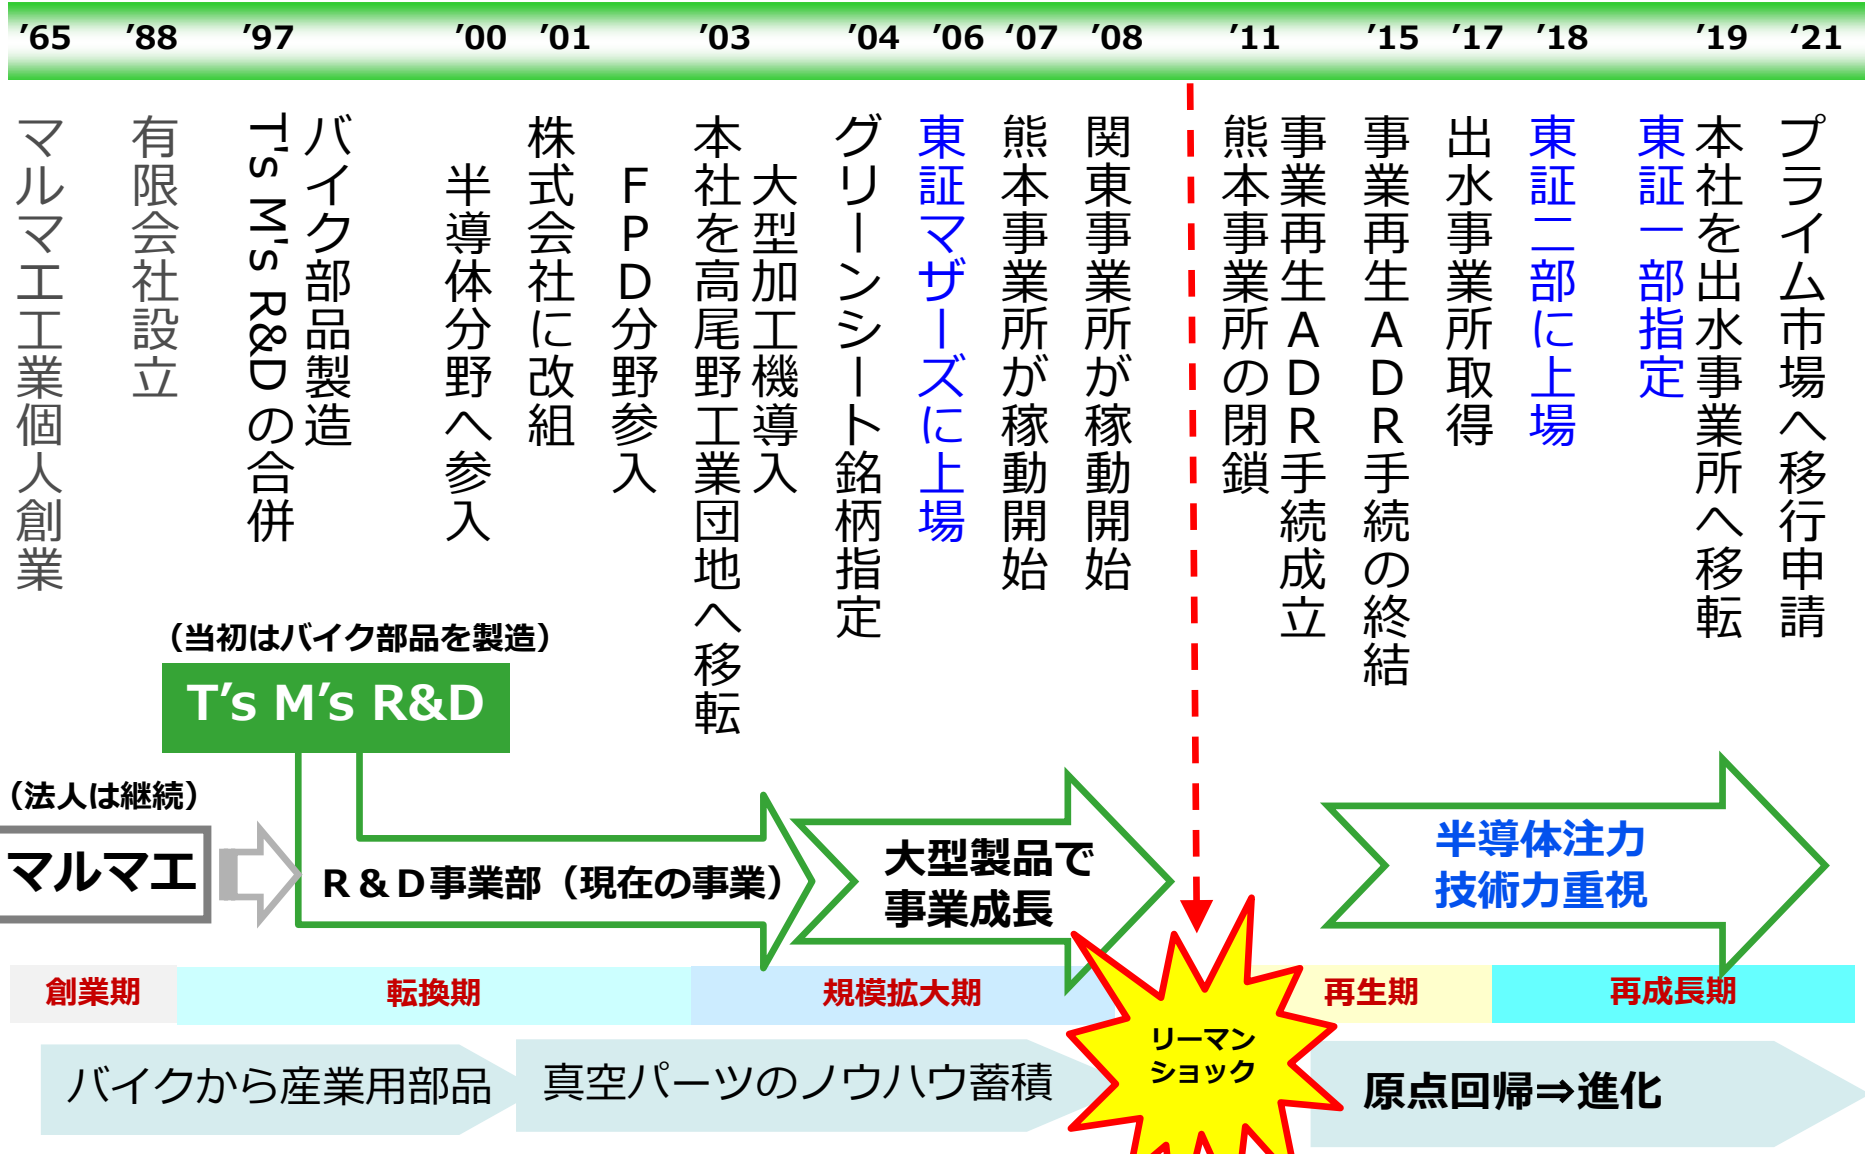 ’65 ’88 ’97 ’00 ’01 ’03 ’04 ’06 ‘07 ’08 ’11 ’15 ’17 ’18 ’19 ‘21
マルマエ工業個人創業
有限会社設立
T's M's R&Dの合併
バイク部品製造
半導体分野へ参入
株式会社に改組
ＦＰＤ分野参入
本社を高尾野工業団地へ移転
大型加工機導入
グリーンシート銘柄指定
東証マザーズに上場
熊本事業所が稼動開始
関東事業所が稼動開始
熊本事業所の閉鎖
事業再生ＡＤＲ手続成立
事業再生ＡＤＲ手続の終結
出水事業所取得
東証二部に上場
東証一部指定
本社を出水事業所へ移転
プライム市場へ移行申請
（当初はバイク部品を製造）
T’s M’s R&D
（法人は継続）
マルマエ
Ｒ＆Ｄ事業部（現在の事業）
大型製品で
事業成長
半導体注力
技術力重視
創業期
転換期
規模拡大期
再生期
再成長期
リーマン
ショック
バイクから産業用部品
真空パーツのノウハウ蓄積
原点回帰⇒進化